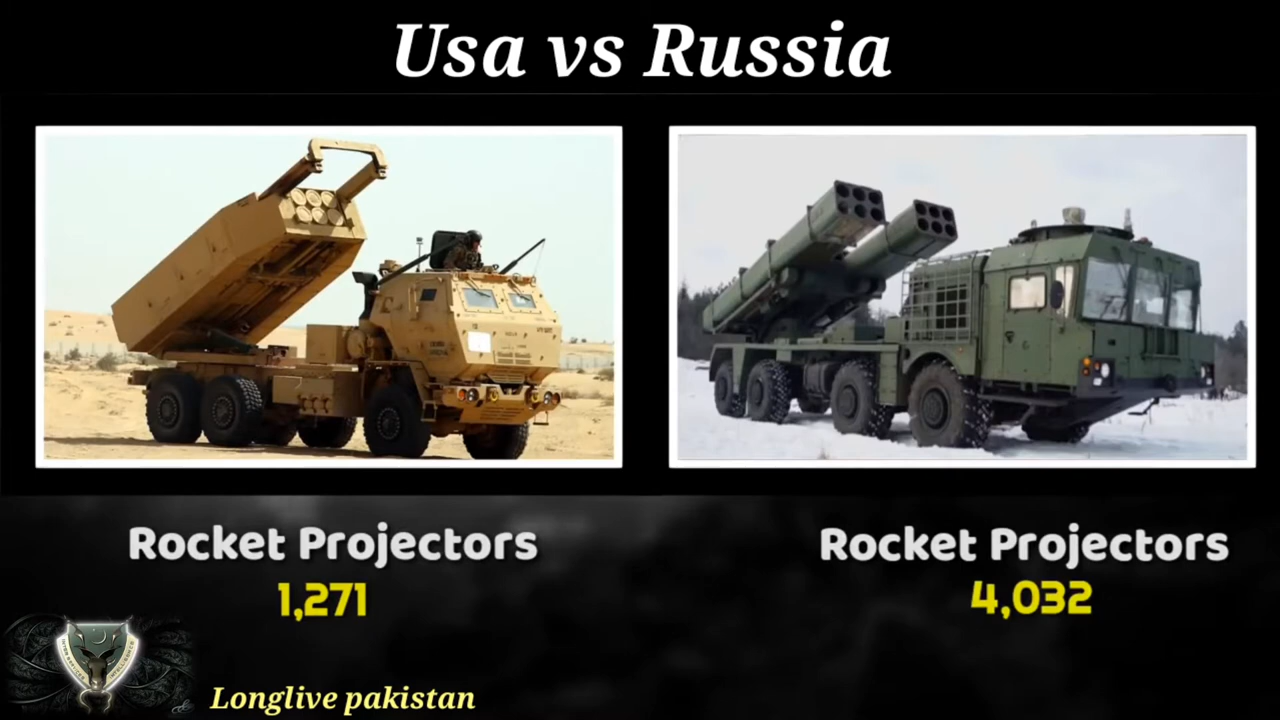 Usa vs Russia
Rocket Projectors
1,271
Rocket Projectors
4,032
Longlive pakistan